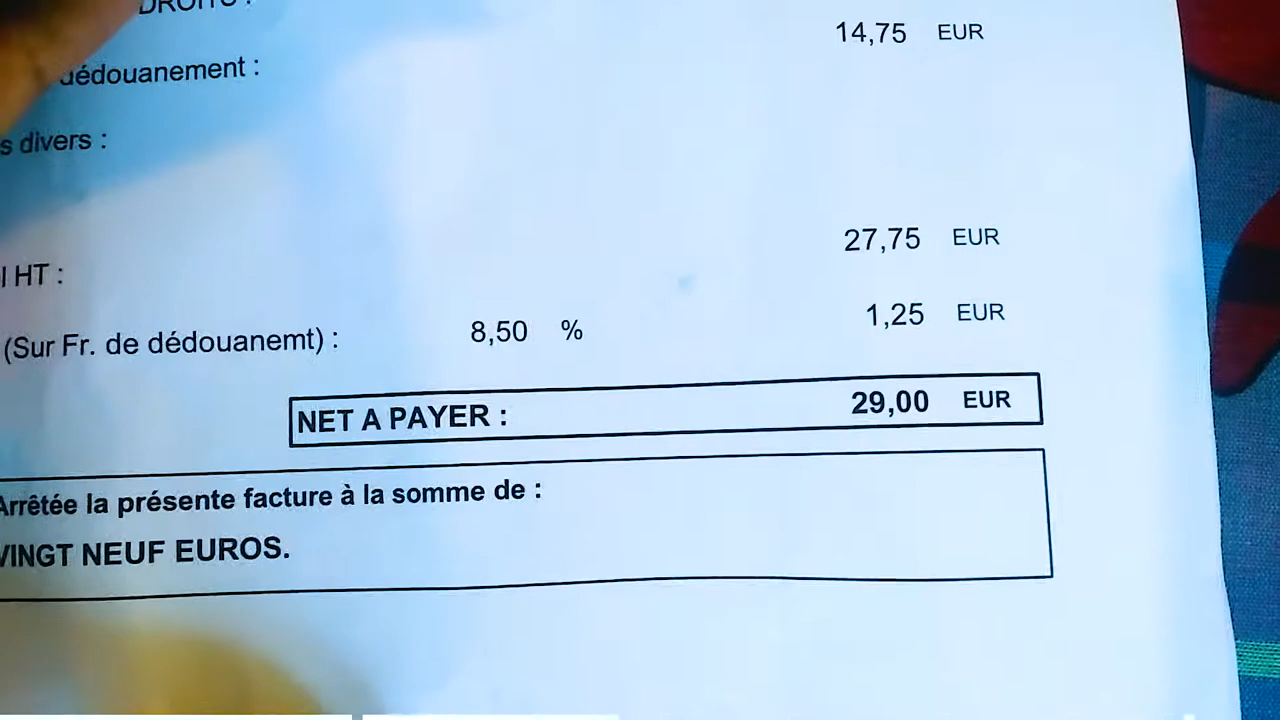 14,75 EUR
dédouanement :
s divers :
27,75 EUR
l HT :
1,25 EUR
(Sur Fr. de dédouanemt) : 8,50 %
NET A PAYER : 29,00 EUR
Arrêtée la présente facture à la somme de :
VINGT NEUF EUROS.